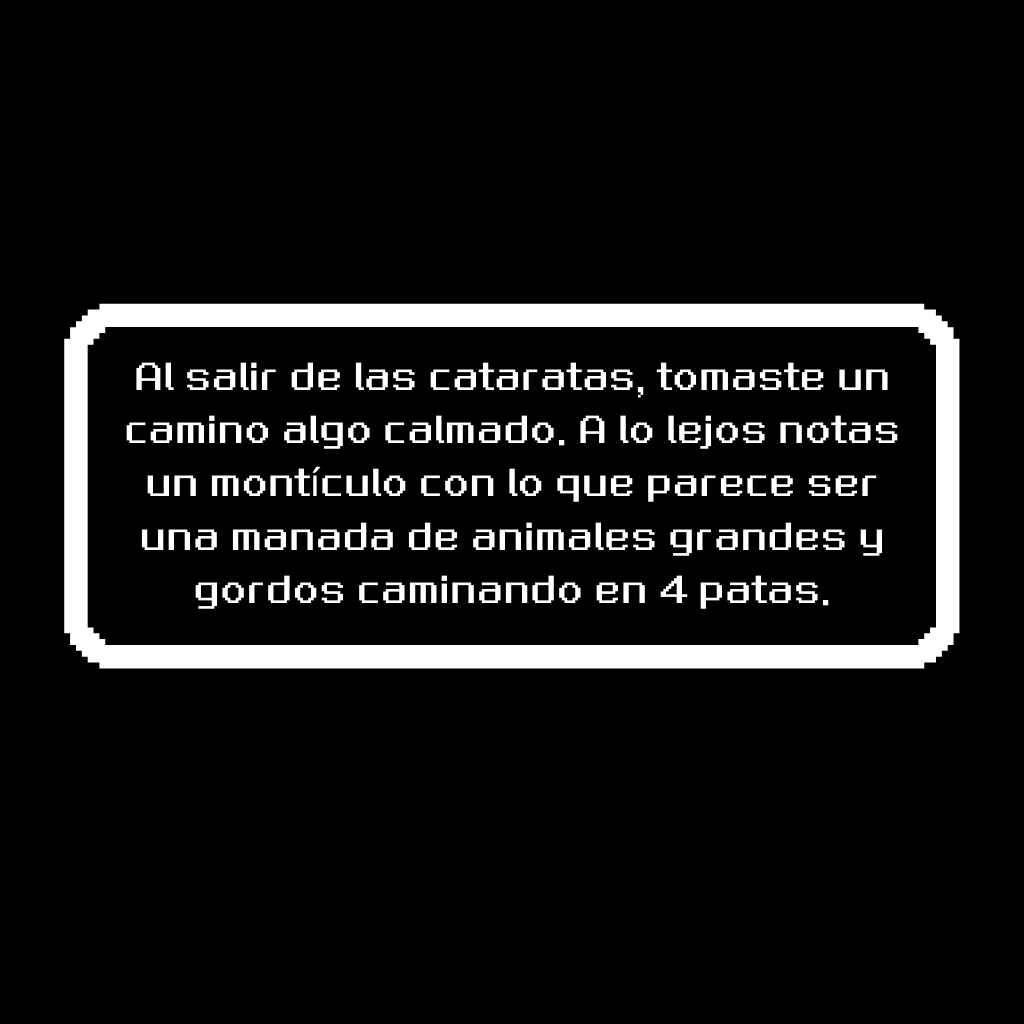 Al salir de las cataratas, tomaste un
camino algo calmado. A lo lejos notas
un montículo con lo que parece ser
una manada de animales grandes y
gordos caminando en 4 patas.